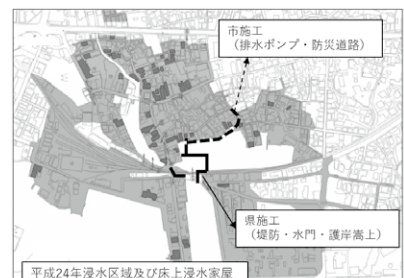 市施工
（排水ポンプ・防災道路）
県施工
（堤防・水門・護岸嵩上）
平成24年浸水区域及び床上浸水家屋